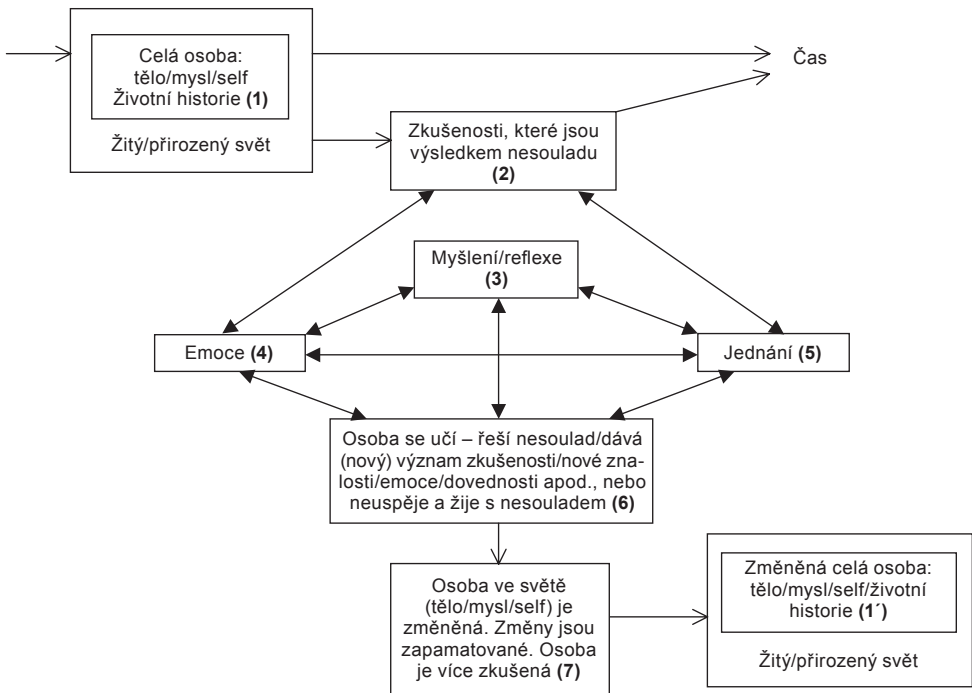 Celá osoba:
tělo/mysl/self
Životní historie (1)
Žitý/přirozený svět
Čas
Zkušenosti, které jsou
výsledkem nesouladu
(2)
Myšlení/reflexe
(3)
Emoce (4)
Jednání (5)
Osoba se učí – řeší nesoulad/dává
(nový) význam zkušenosti/nové zna-
losti/emoce/dovednosti apod., nebo
neuspěje a žije s nesouladem (6)
Osoba ve světě
(tělo/mysl/self) je
změněná. Změny jsou
zapamatované. Osoba
je více zkušená (7)
Změněná celá osoba:
tělo/mysl/self/životní
historie (1´)
Žitý/přirozený svět